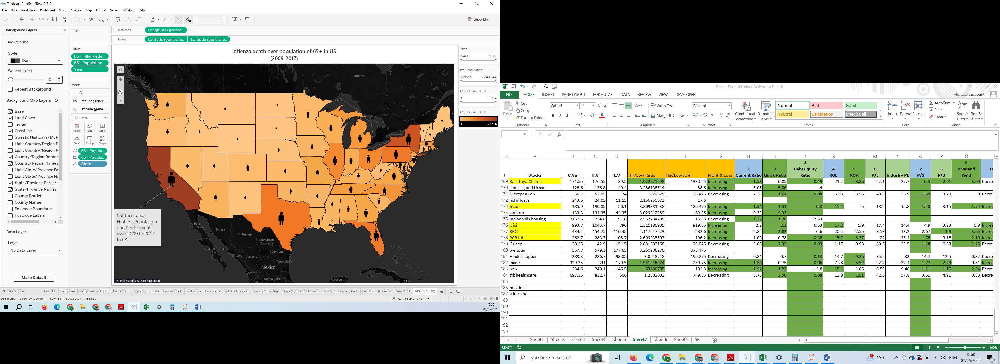 Tableau Public - Task 2.7 2
File Data Worksheet Dashboard Story Analysis Map Format Server Window Help
Show Me
Background Layers
Background
Style
Dark
Washout (%)
0
Repeat Background
Background Map Layers
Base
Land Cover
Terrain
Coastline
Streets, Highways/Moto
Light Country/Region B
Light Country/Region N
Country/Region Border
Country/Region Names
Light State/Province Bo
Light State/Province Na
State/Province Borders
State/Province Names
County Borders
County Names
Postcode Boundaries
Postcode Labels
Data Layer
Layer
No Data Layer
Make Default
Pages
Filters
65+ Inflenza de..
65+ Population
Year
Marks
All
Latitude (gener...
Latitude (gene...
Shape
Colour Size Label
Detail Tooltip Shape
65+ Popula..
65+ Popula..
State
Columns Longitude (genera..
Rows Latitude (generate.. Latitude (generate..
Inflenza death over population of 65+ in US
(2009-2017)
Ontario
California has
Highest Population
and Death count
over 2009 to 2017
in US
Baja
California
Sonora
Chihuahua
Coahuila de
Zaragoza
Baja California
Sur
Sinaloa
Durango
Nuevo León
Tamaulipas
Mexico
Nayarit
Guanajuato
Jalisco
Yucatán
Cuba
© 2024 Mapbox © OpenStreetMap
Year
2009 2017
65+ Population
508585 38841344
65+ Inflenza death
0 5694
65+ Inflenza death
0 5,694
Data Source Box plot Histogram Histogram Task 2.5 Box Plot 2.5 trial 2.6 S trial 2.6 bubble chart Task 2.6 a Task 2.6 b task 2.7 trial point task 2.7 trial heat task 2.7 trial cholorpeth task 2.7 trial graduated task 2.7 trial combo Task 2.7 1 Task 2.7 1 (2)
936 marks 1 row by 1 column SUM(65+ Inflenza death): 758,532
Aarthi Subramanian
15:50
07/05/2024
Bees - Excel (Product Activation Failed)
FILE HOME INSERT PAGE LAYOUT FORMULAS DATA REVIEW VIEW DEVELOPER
Microsoft account
Paste
Cut
Copy
Format Painter
Clipboard
Calibri 11
B I U
Font
Wrap Text
Merge & Center
Alignment
General
Number
Conditional Formatting
Format as Table
Normal Bad Good
Neutral Calculation Check Cell
Styles
Insert Delete Format
Cells
AutoSum
Fill
Clear
Sort & Filter
Find & Select
Editing
A B C D E F G H I J K L M N O P Q
1 Stocks C.Va H.V L.V Hig/Low Ratio Hig/Low Avg Profit & Loss 1 Current Ratio 2 Quick Ratio 3 Debt Equity Ratio 4 ROE 5 ROA 6 P/E Industry PE 7 P/S 8 P/B 9 Dividend Yield
169 Rashtriya Chemic 171.55 176.55 89.5 1.972625698 133.025 Increasing 1.58 0.85 0.49 21.2 8.85 22.1 27.7 0.5 2.01 3.09 Decre
170 Housing and Urban 128.6 136.8 40.4 3.386138614 88.6 Increasing 5.06 5.06 4
171 Morepen Lab 50.7 52.95 24 2.20625 38.475 Decreasing 2.35 1.64 0.04 5.93 3.55 48.8 36.9 1.69 3.28 0 Decre
172 hcl infosys 24.05 24.05 11.15 2.156950673 17.6
173 Ircon 185.9 190.85 50.1 3.809381238 120.475 Increasing 1.54 1.51 0.3 15.4 5 18.2 15.8 1.48 3.15 1.75 Increa
174 zomato 133.3 134.35 44.35 3.029312289 89.35 Increasing 9.33 9.33
175 Indianbulls housing 215.55 234.8 91.8 2.557734205 163.3 Decreasing 1.26 1.26 2.63
176 icici 993.7 1043.7 796 1.311180905 919.85 Increasing 2.2 2.2 6.53 17.2 1.9 17.4 14.4 4.9 3.23 0.8 Increa
177 RECL 434.4 454.75 110.45 4.117247623 282.6 Increasing 2.82 2.82 6.6 20.4 2.55 8.53 13.2 2.67 1.8 3.05 Increa
178 PCB ltd 262.7 283.7 108.7 2.609935603 196.2 Increasing 1.09 0.78 0.38 15.7 8.37 22 36.4 1.78 3.18 2.19 Increa
179 Oricon 38.35 42.9 15.15 2.831683168 29.025 Decreasing 3.06 2.33 0.03 1.17 0.93 80.5 23.5 1.18 0.53 1.25 Decre
180 welspun 557.7 579.3 177.65 3.260906276 378.475
181 Hindus copper 283.3 286.7 93.85 3.0548748 190.275 Decreasing 0.84 0.7 0.13 14.7 9.25 85.5 33 14.7 12.5 0.32 Decre
182 exide 329.35 331 170.5 1.941348974 250.75 Increasing 1.88 0.75 0.06 7.28 5.52 32.2 32.4 1.77 2.24 0.61 Increa
183 bob 234.6 240.1 146.5 1.63890785 193.3 Increasing 1.92 1.92 12.8 15.1 1.05 6.59 9.46 1.11 1.16 2.34 Decre
184 ttk healthcare 697.35 832.7 666 1.2503003 749.35 Decreasing 3.76 2.56 0.08 13.8 10.1 42.6 57.8 3.61 4.91 0.88 Decre
185
186 mazdock
187 triturbine
188
189
190
191
192
193
Sheet1 Sheet2 Sheet3 Sheet4 Sheet5 Sheet7 Sheet6 Sheet8 SR
READY
100%
Type here to search
15°C
ENG
15:50
07/05/2024